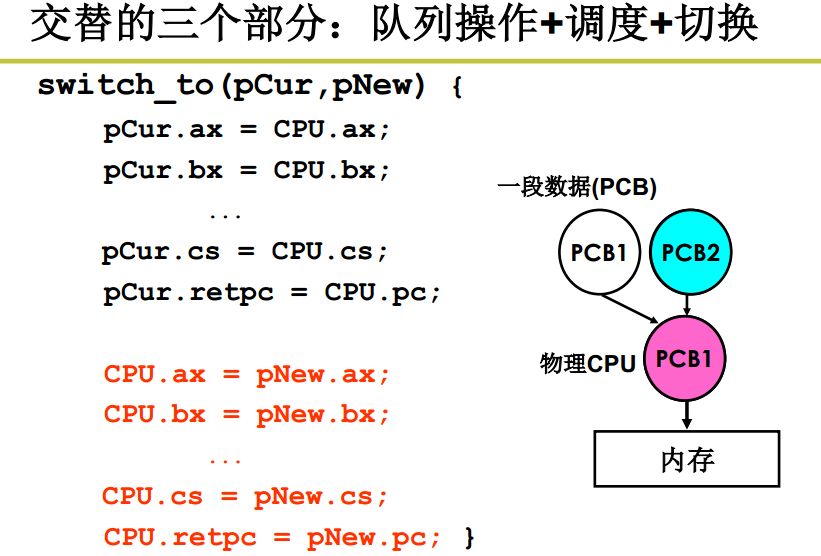 交替的三个部分：队列操作+调度+切换
switch_to(pCur,pNew) {
pCur.ax = CPU.ax;
pCur.bx = CPU.bx;
...
pCur.cs = CPU.cs;
pCur.retpc = CPU.pc;
CPU.ax = pNew.ax;
CPU.bx = pNew.bx;
...
CPU.cs = pNew.cs;
CPU.retpc = pNew.pc; }
一段数据(PCB)
PCB1
PCB2
物理CPU
PCB1
内存